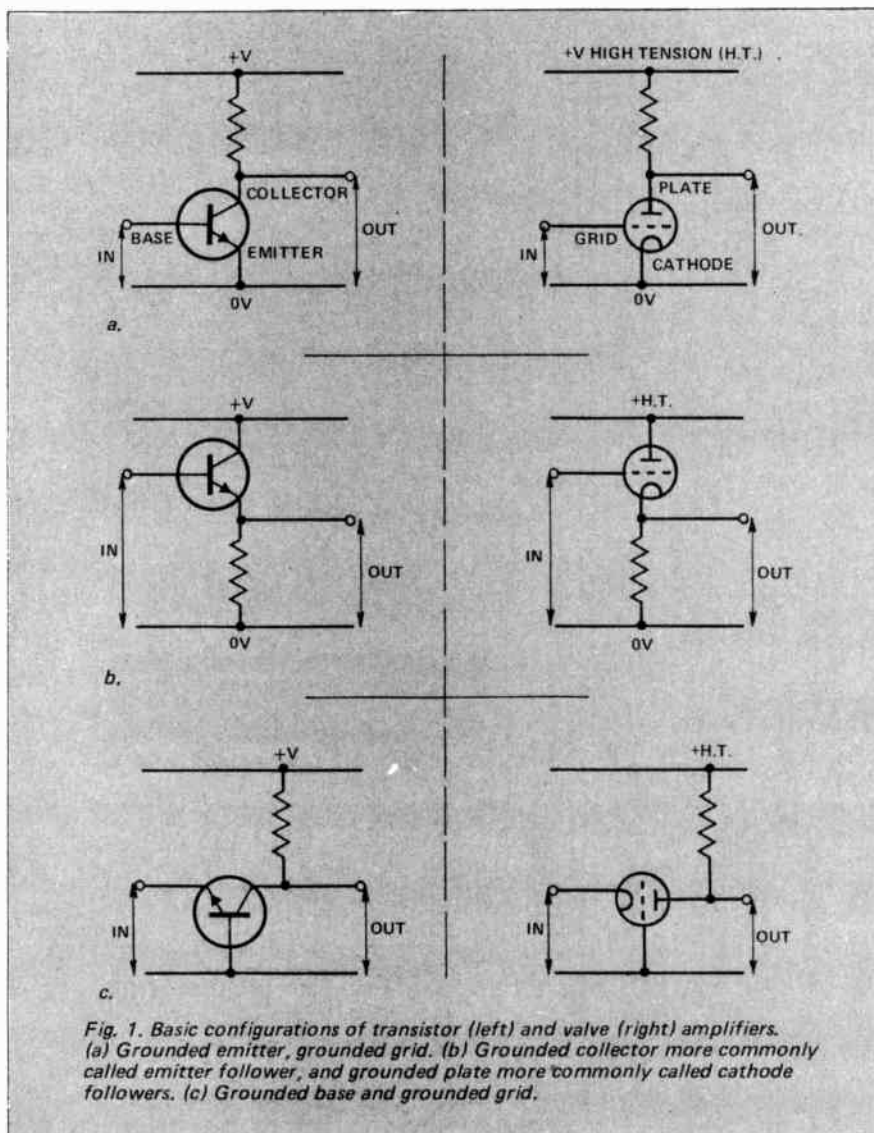 +V
+V HIGH TENSION (H.T.)
COLLECTOR
PLATE
BASE
IN
EMITTER
OUT
GRID
IN
CATHODE
OUT.
0V
0V
a.
+V
+H.T.
IN
OUT
IN
OUT
0V
0V
b.
+V
+H.T.
IN
OUT
IN
OUT
c.
Fig. 1. Basic configurations of transistor (left) and valve (right) amplifiers.
(a) Grounded emitter, grounded grid. (b) Grounded collector more commonly
called emitter follower, and grounded plate more commonly called cathode
followers. (c) Grounded base and grounded grid.